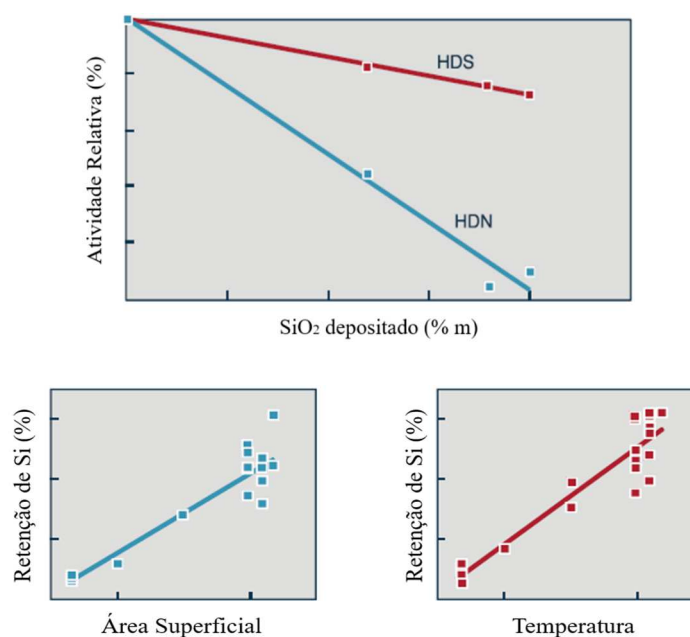 HDS
HDN
Atividade Relativa (%)
SiO₂ depositado (% m)
Retenção de Si (%)
Área Superficial
Retenção de Si (%)
Temperatura